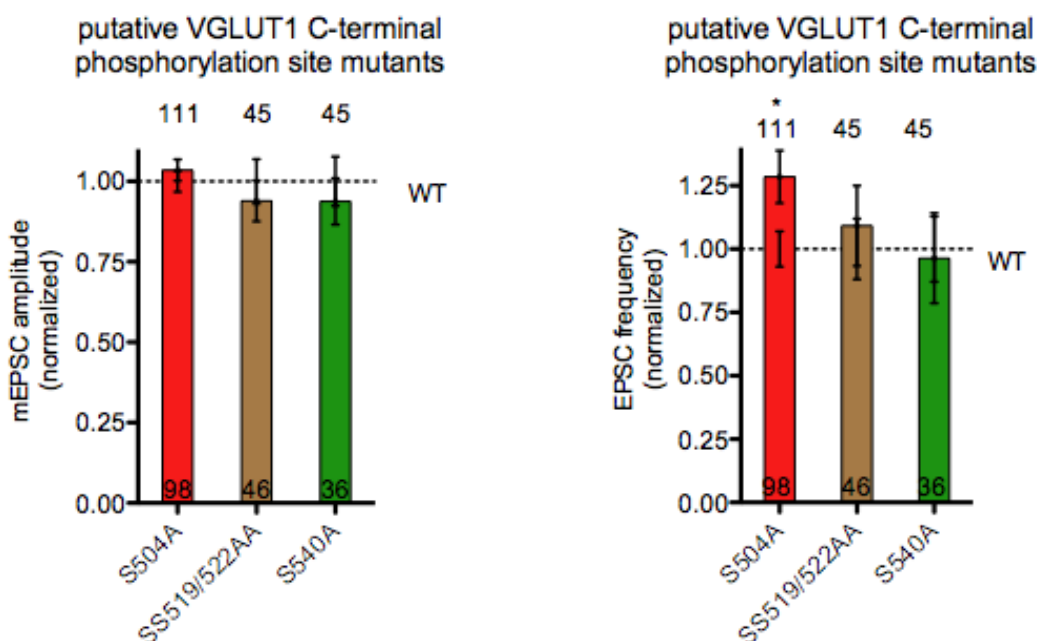 putative VGLUT1 C-terminal
phosphorylation site mutants
111 45 45
1.00
0.75
0.50
0.25
0.00
mEPSC amplitude
(normalized)
WT
98 46 36
S504A
SS519/522AA
S540A
putative VGLUT1 C-terminal
phosphorylation site mutants
*
111 45 45
1.25
1.00
0.75
0.50
0.25
0.00
EPSC frequency
(normalized)
WT
98 46 36
S504A
SS519/522AA
S540A